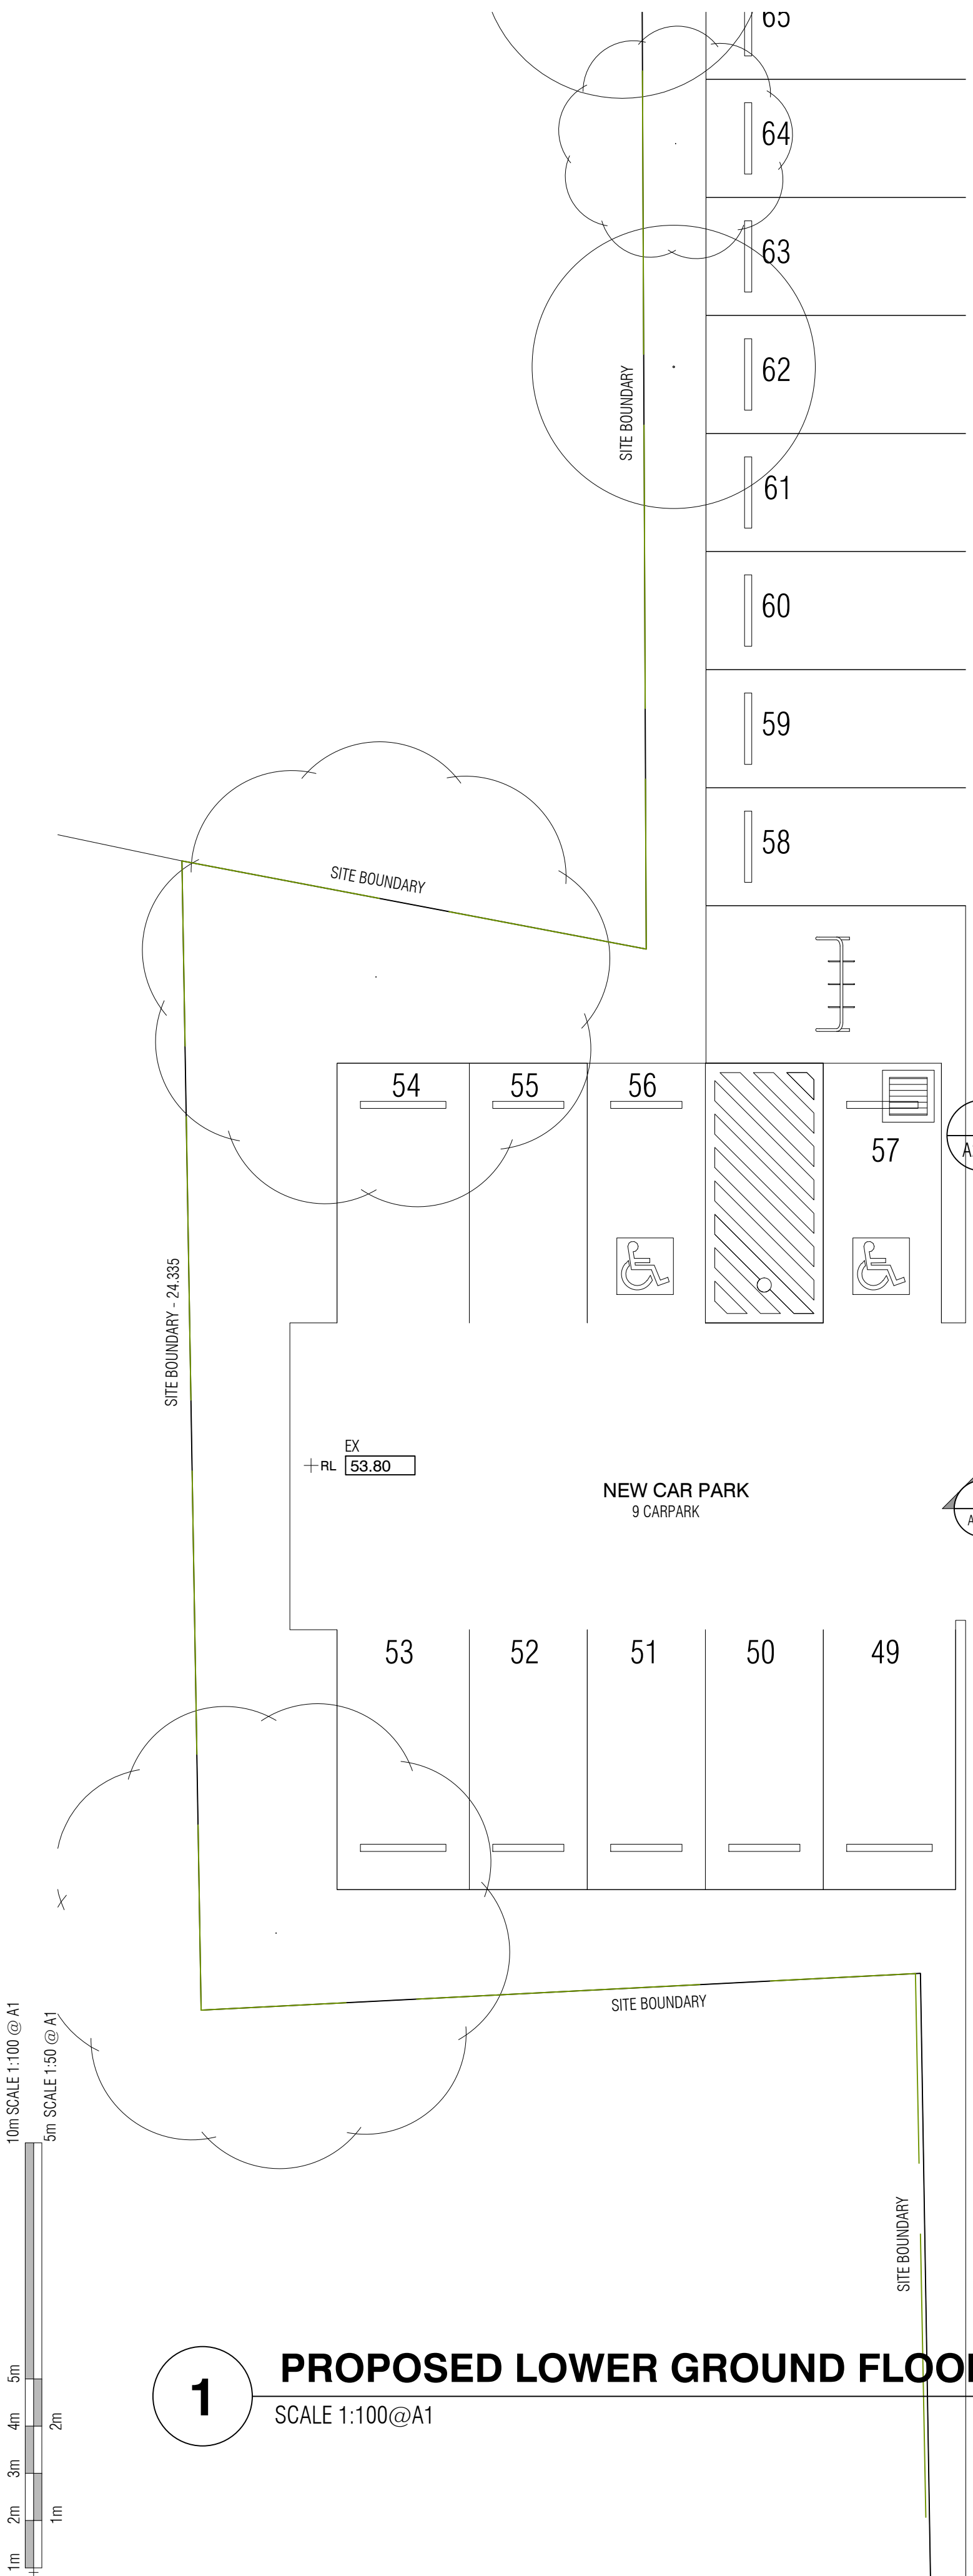 65
64
63
62
SITE BOUNDARY
61
60
59
58
SITE BOUNDARY
54
55
56
57
A
SITE BOUNDARY - 24.335
EX
RL 53.80
NEW CAR PARK
9 CARPARK
A
53
52
51
50
49
SITE BOUNDARY
10m SCALE 1:100 @ A1
5m SCALE 1:50 @ A1
SITE BOUNDARY
5m
4m
3m
2m
1m
2m
1m
1
PROPOSED LOWER GROUND FLOOR
SCALE 1:100@A1